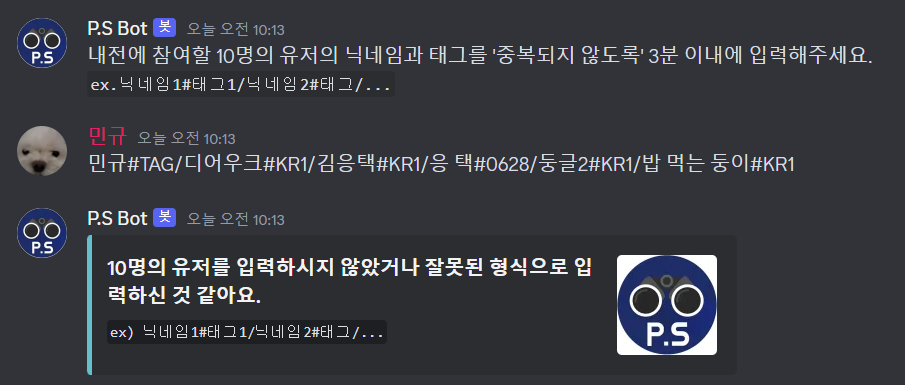 P.S Bot 봇 오늘 오전 10:13
내전에 참여할 10명의 유저의 닉네임과 태그를 '중복되지 않도록' 3분 이내에 입력해주세요.
ex.닉네임1#태그1/닉네임2#태그/...
P.S
민규 오늘 오전 10:13
민규#TAG/디어우크#KR1/김응택#KR1/응 택#0628/둥글2#KR1/밥 먹는 둥이#KR1
P.S Bot 봇 오늘 오전 10:13
P.S
10명의 유저를 입력하시지 않았거나 잘못된 형식으로 입
력하신 것 같아요.
ex) 닉네임1#태그1/닉네임2#태그/...
P.S